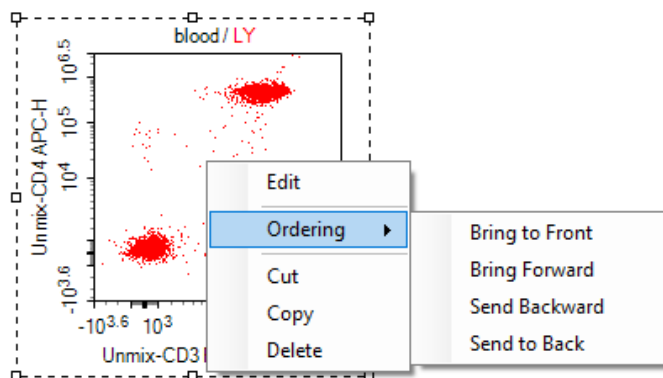 blood / LY
10^6.5
10^5
10^4
-10^3.6
Unmix-CD4 APC-H
-10^3.6 10^3
Unmix-CD3
Edit
Ordering
Cut
Copy
Delete
Bring to Front
Bring Forward
Send Backward
Send to Back